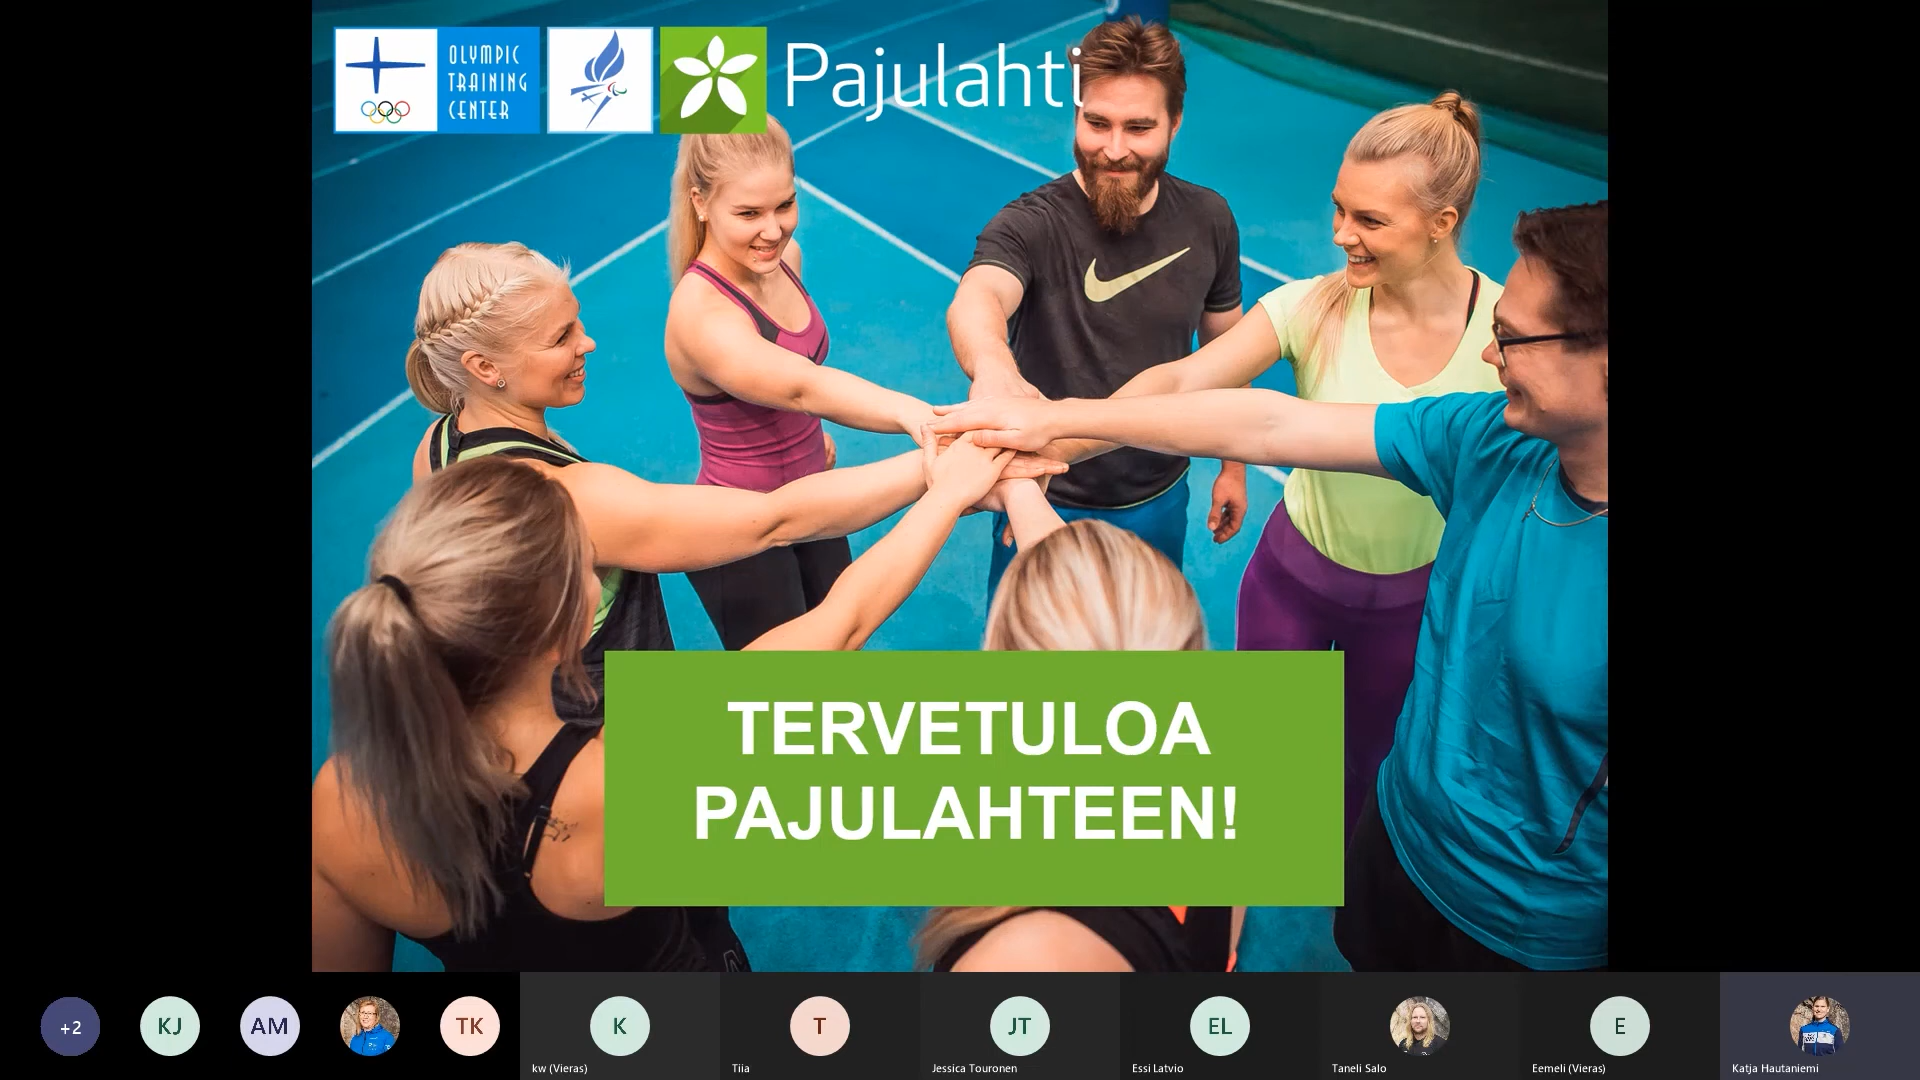 OLYMPIC
TRAINING
CENTER
Pajulahti
TERVETULOA
PAJULAHTEEN!
+2
KJ
AM
TK
K
T
JT
EL
E
kw (Vieras)
Tiia
Jessica Touronen
Essi Latvio
Taneli Salo
Eemeli (Vieras)
Katja Hautaniemi